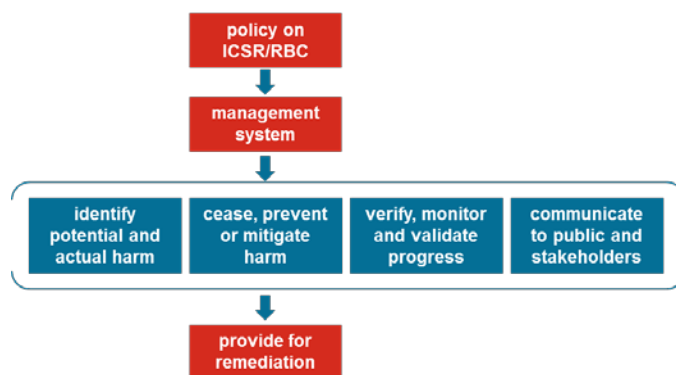 policy on
ICSR/RBC
management
system
identify
potential and
actual harm
cease, prevent
or mitigate
harm
verify, monitor
and validate
progress
communicate
to public and
stakeholders
provide for
remediation